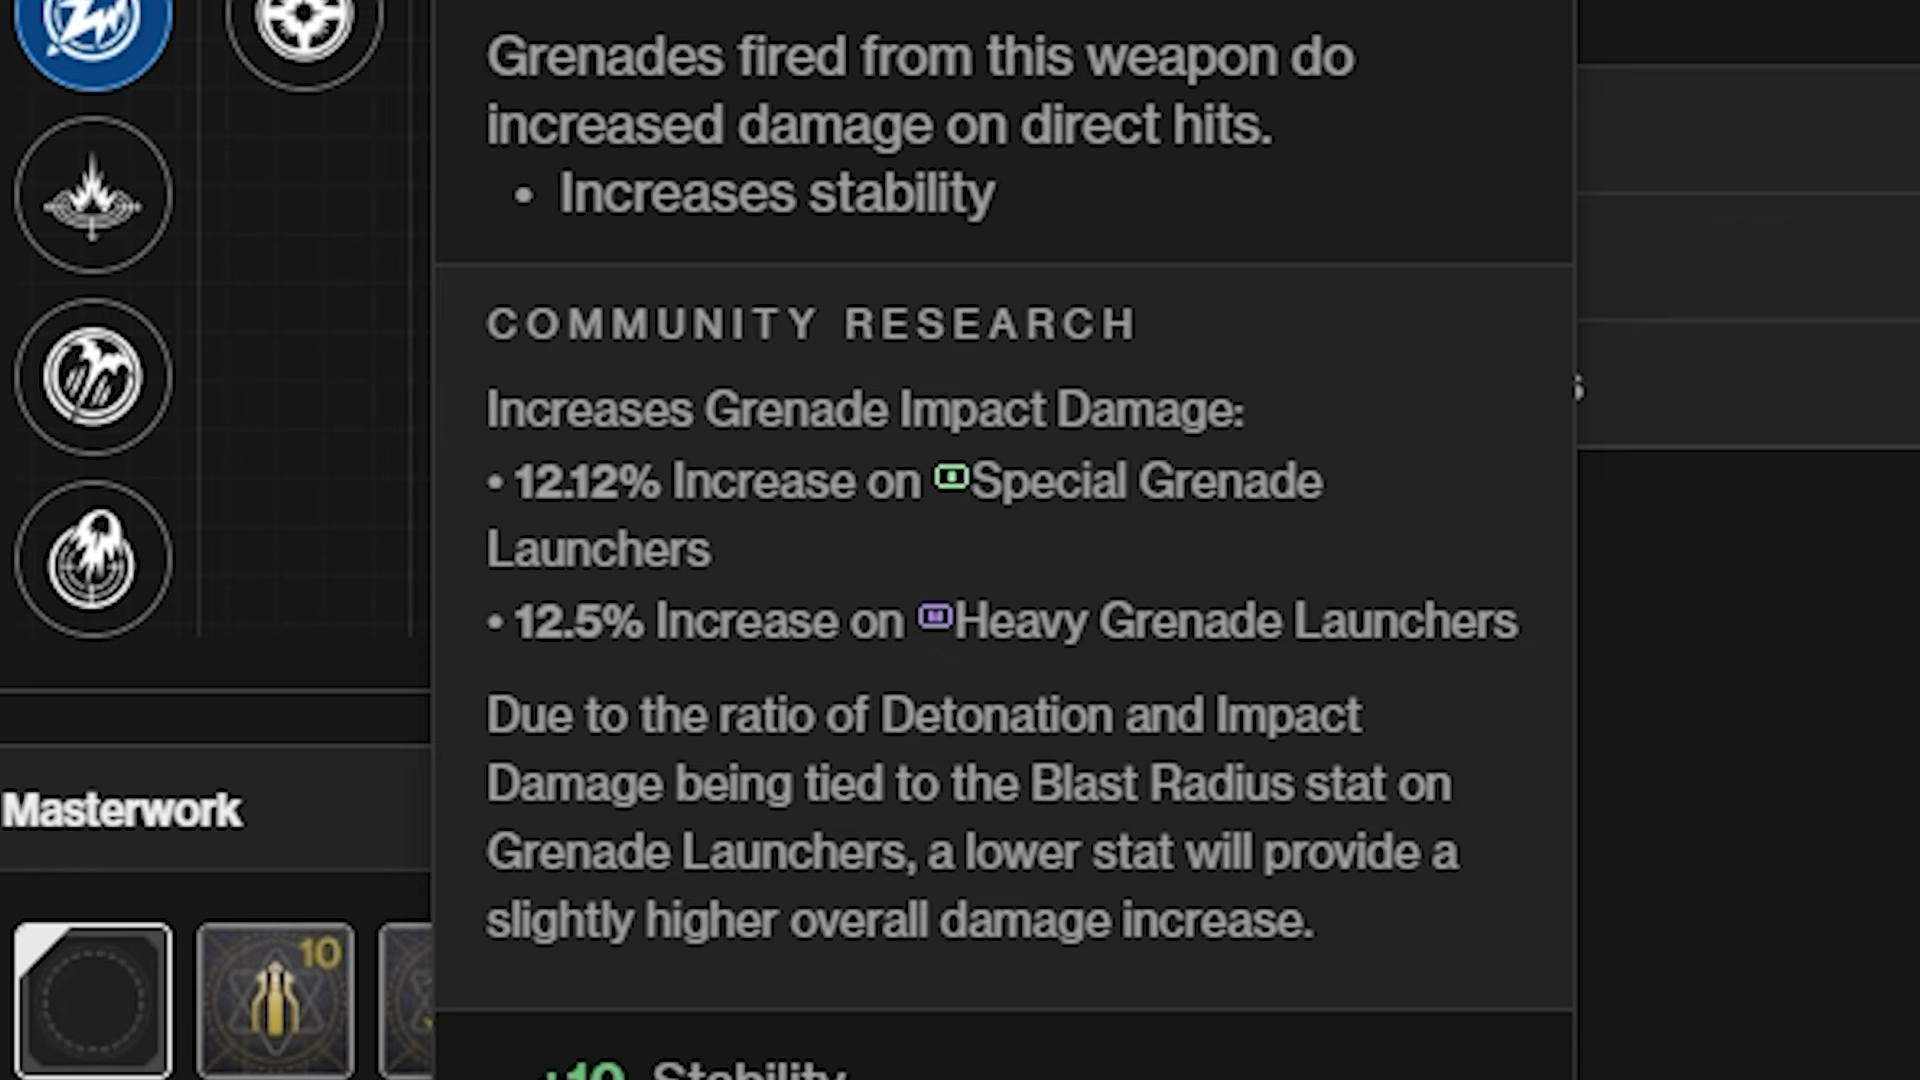 Grenades fired from this weapon do
increased damage on direct hits.
• Increases stability
COMMUNITY RESEARCH
Increases Grenade Impact Damage:
• 12.12% Increase on Special Grenade
Launchers
• 12.5% Increase on Heavy Grenade Launchers
Due to the ratio of Detonation and Impact
Damage being tied to the Blast Radius stat on
Grenade Launchers, a lower stat will provide a
slightly higher overall damage increase.
Masterwork
10
+10 Stability